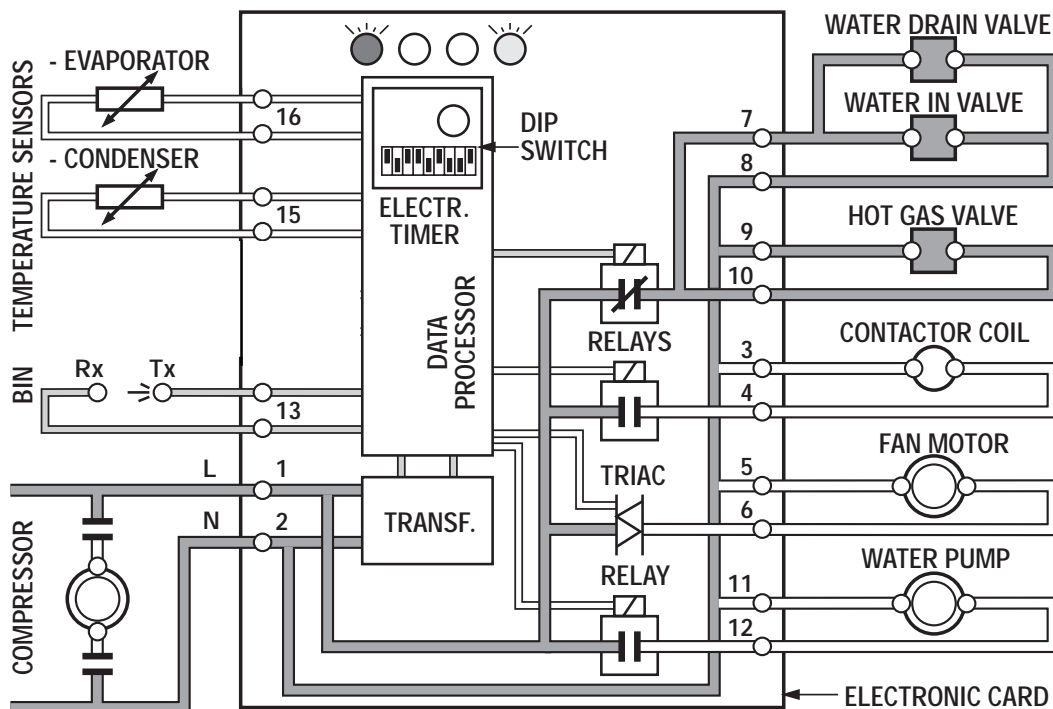 TEMPERATURE SENSORS
- EVAPORATOR
16
- CONDENSER
15
BIN
Rx
Tx
13
L
1
N
2
COMPRESSOR
DIP
SWITCH
ELECTR.
TIMER
DATA
PROCESSOR
TRANSF.
RELAYS
TRIAC
RELAY
WATER DRAIN VALVE
WATER IN VALVE
7
8
HOT GAS VALVE
9
10
CONTACTOR COIL
3
4
FAN MOTOR
5
6
WATER PUMP
11
12
ELECTRONIC CARD